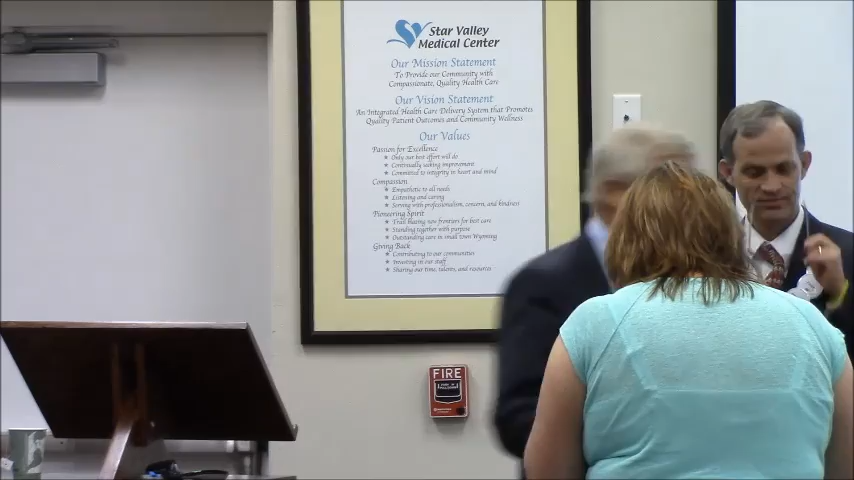 Star Valley
Medical Center
Our Mission Statement
To Provide our Community with
Compassionate, Quality Health Care
Our Vision Statement
An Integrated Health Care Delivery System that Promotes
Quality Patient Outcomes and Community Wellness
Our Values
Passion for Excellence
Only our best effort will do
Continually seeking improvement
Committed to integrity in heart and mind
Compassion
Empathetic to all needs
Listening and caring
Serving with professionalism, concern, and kindness
Pioneering Spirit
Trail blazing new frontiers for best care
Standing together with purpose
Outstanding care in small town Wyoming
Giving Back
Contributing to our communities
Investing in our staff
Sharing our time, talents, and resources
FIRE